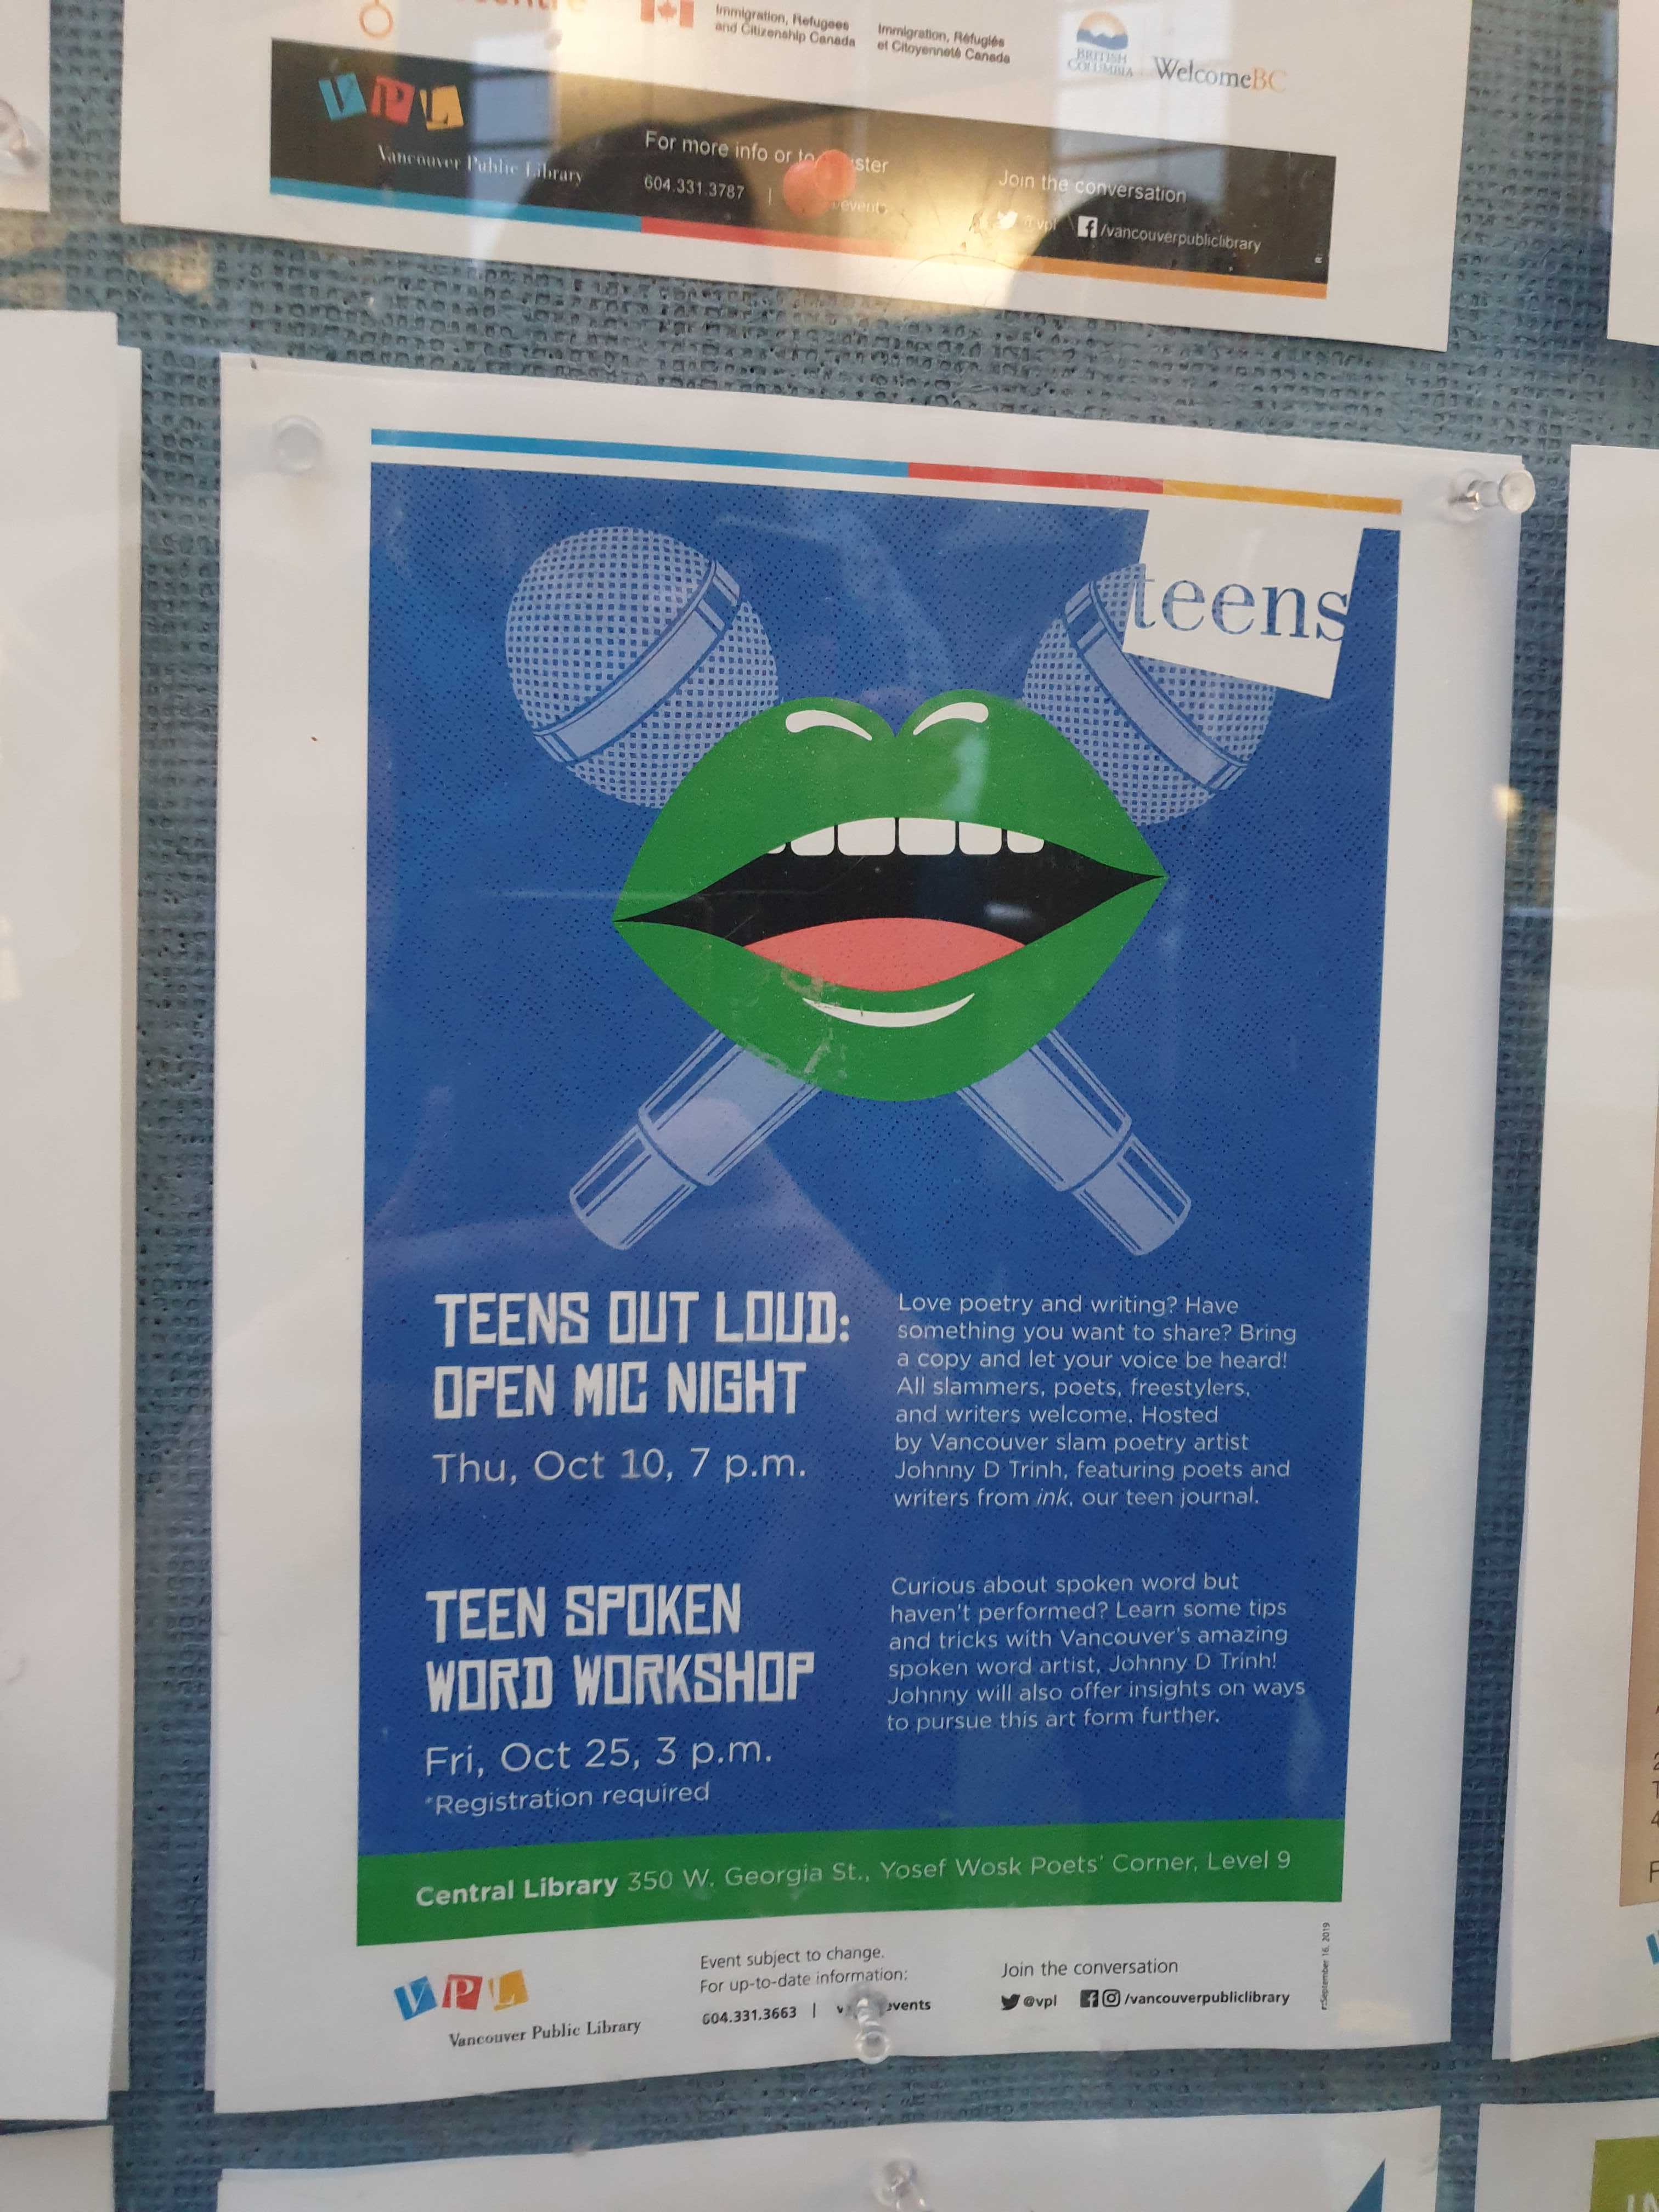 Immigration, Refugees
and Citizenship Canada
Immigration, Réfugiés
et Citoyenneté Canada
BRITISH
COLUMBIA
WelcomeBC
VPL
Vancouver Public Library
For more info or to
604.331.3787 |
Join the conversation
@vpl /vancouverpubliclibrary
teens
TEENS OUT LOUD:
OPEN MIC NIGHT
Thu, Oct 10, 7 p.m.
Love poetry and writing? Have
something you want to share? Bring
a copy and let your voice be heard!
All slammers, poets, freestylers,
and writers welcome. Hosted
by Vancouver slam poetry artist
Johnny D Trinh, featuring poets and
writers from ink, our teen journal.
TEEN SPOKEN
WORD WORKSHOP
Fri, Oct 25, 3 p.m.
*Registration required
Curious about spoken word but
haven't performed? Learn some tips
and tricks with Vancouver's amazing
spoken word artist, Johnny D Trinh!
Johnny will also offer insights on ways
to pursue this art form further.
Central Library 350 W. Georgia St., Yosef Wosk Poets' Corner, Level 9
VPL
Vancouver Public Library
Event subject to change.
For up-to-date information:
604.331.3663 |
Join the conversation
@vpl /vancouverpubliclibrary
r:September 16, 2019